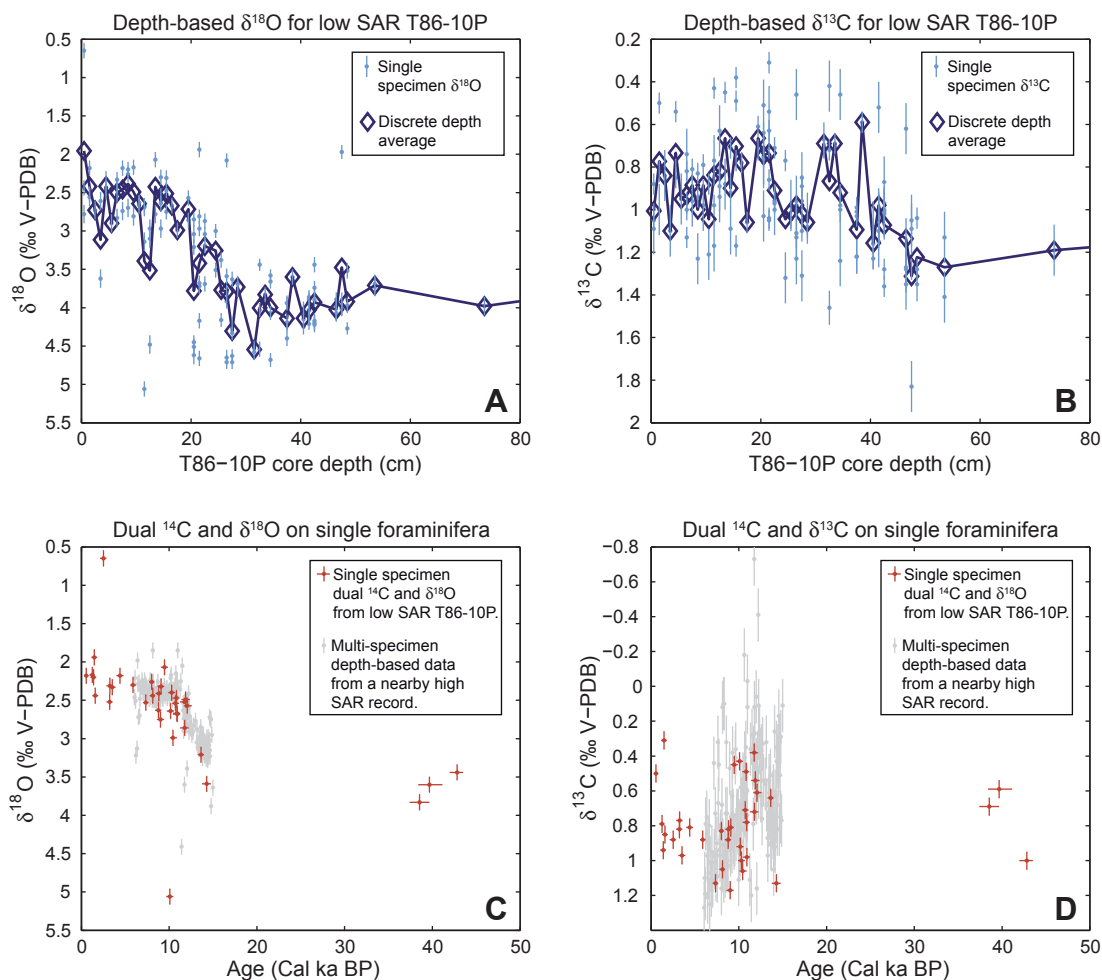 Depth-based δ¹⁸O for low SAR T86-10P
0.5
1
1.5
2
2.5
3
3.5
4
4.5
5
5.5
δ¹⁸O (‰ V−PDB)
0
20
40
60
80
T86−10P core depth (cm)
Single
specimen δ¹⁸O
Discrete depth
average
A
Depth-based δ¹³C for low SAR T86-10P
0.2
0.4
0.6
0.8
1
1.2
1.4
1.6
1.8
2
δ¹³C (‰ V−PDB)
0
20
40
60
80
T86−10P core depth (cm)
Single
specimen δ¹³C
Discrete depth
average
B
Dual ¹⁴C and δ¹⁸O on single foraminifera
0.5
1
1.5
2
2.5
3
3.5
4
4.5
5
5.5
δ¹⁸O (‰ V−PDB)
0
10
20
30
40
50
Age (Cal ka BP)
Single specimen
dual ¹⁴C and δ¹⁸O
from low SAR T86-10P.
Multi-specimen
depth-based data
from a nearby high
SAR record.
C
Dual ¹⁴C and δ¹³C on single foraminifera
−0.8
−0.6
−0.4
−0.2
0
0.2
0.4
0.6
0.8
1
1.2
δ¹³C (‰ V−PDB)
0
10
20
30
40
50
Age (Cal ka BP)
Single specimen
dual ¹⁴C and δ¹⁸O
from low SAR T86-10P.
Multi-specimen
depth-based data
from a nearby high
SAR record.
D